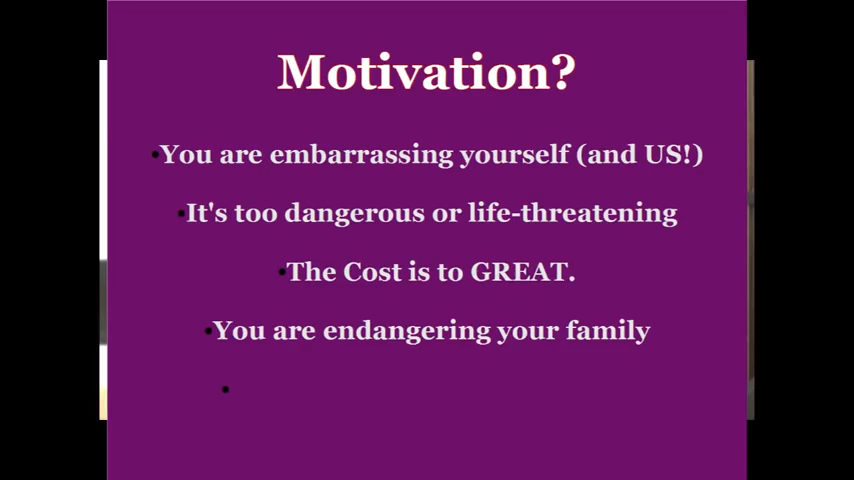 Motivation?
•You are embarrassing yourself (and US!)
•It's too dangerous or life-threatening
•The Cost is to GREAT.
•You are endangering your family
•